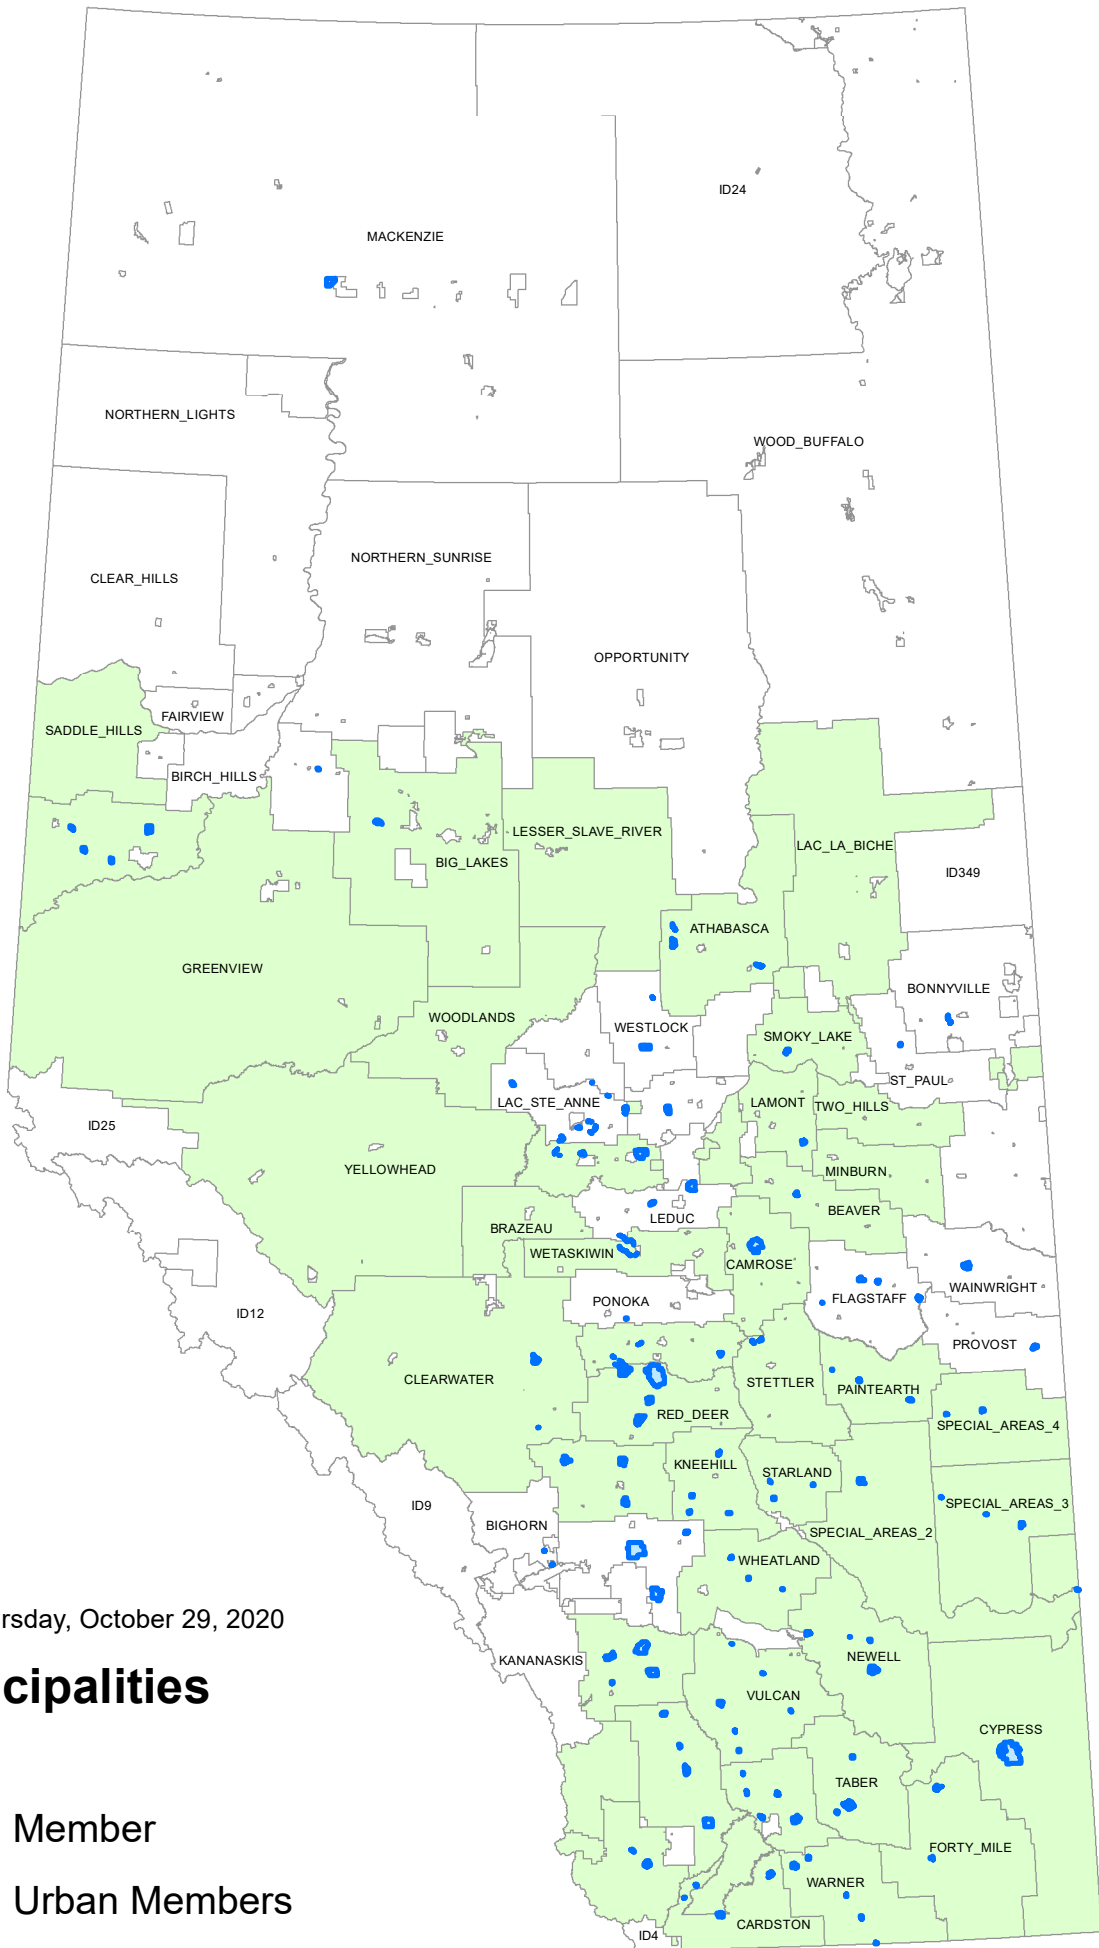 ID24
MACKENZIE
NORTHERN_LIGHTS
WOOD_BUFFALO
NORTHERN_SUNRISE
CLEAR_HILLS
OPPORTUNITY
FAIRVIEW
SADDLE_HILLS
BIRCH_HILLS
LESSER_SLAVE_RIVER
LAC_LA_BICHE
BIG_LAKES
ID349
ATHABASCA
GREENVIEW
BONNYVILLE
WOODLANDS
WESTLOCK
SMOKY_LAKE
ST_PAUL
LAC_STE_ANNE
LAMONT
TWO_HILLS
ID25
YELLOWHEAD
MINBURN
BEAVER
LEDUC
BRAZEAU
WETASKIWIN
CAMROSE
WAINWRIGHT
FLAGSTAFF
PONOKA
ID12
PROVOST
CLEARWATER
STETTLER
PAINTEARTH
RED_DEER
SPECIAL_AREAS_4
KNEEHILL
STARLAND
ID9
SPECIAL_AREAS_3
BIGHORN
SPECIAL_AREAS_2
WHEATLAND
rsday, October 29, 2020
KANANASKIS
NEWELL
cipalities
VULCAN
CYPRESS
TABER
Member
FORTY_MILE
WARNER
Urban Members
CARDSTON
ID4